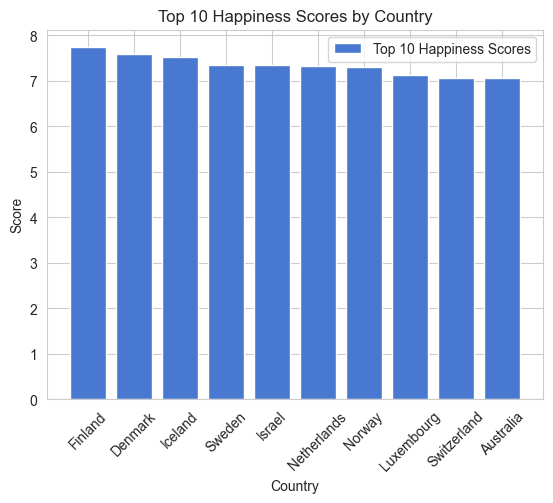 Top 10 Happiness Scores by Country
Top 10 Happiness Scores
Score
8
7
6
5
4
3
2
1
0
Finland
Denmark
Iceland
Sweden
Israel
Netherlands
Norway
Luxembourg
Switzerland
Australia
Country